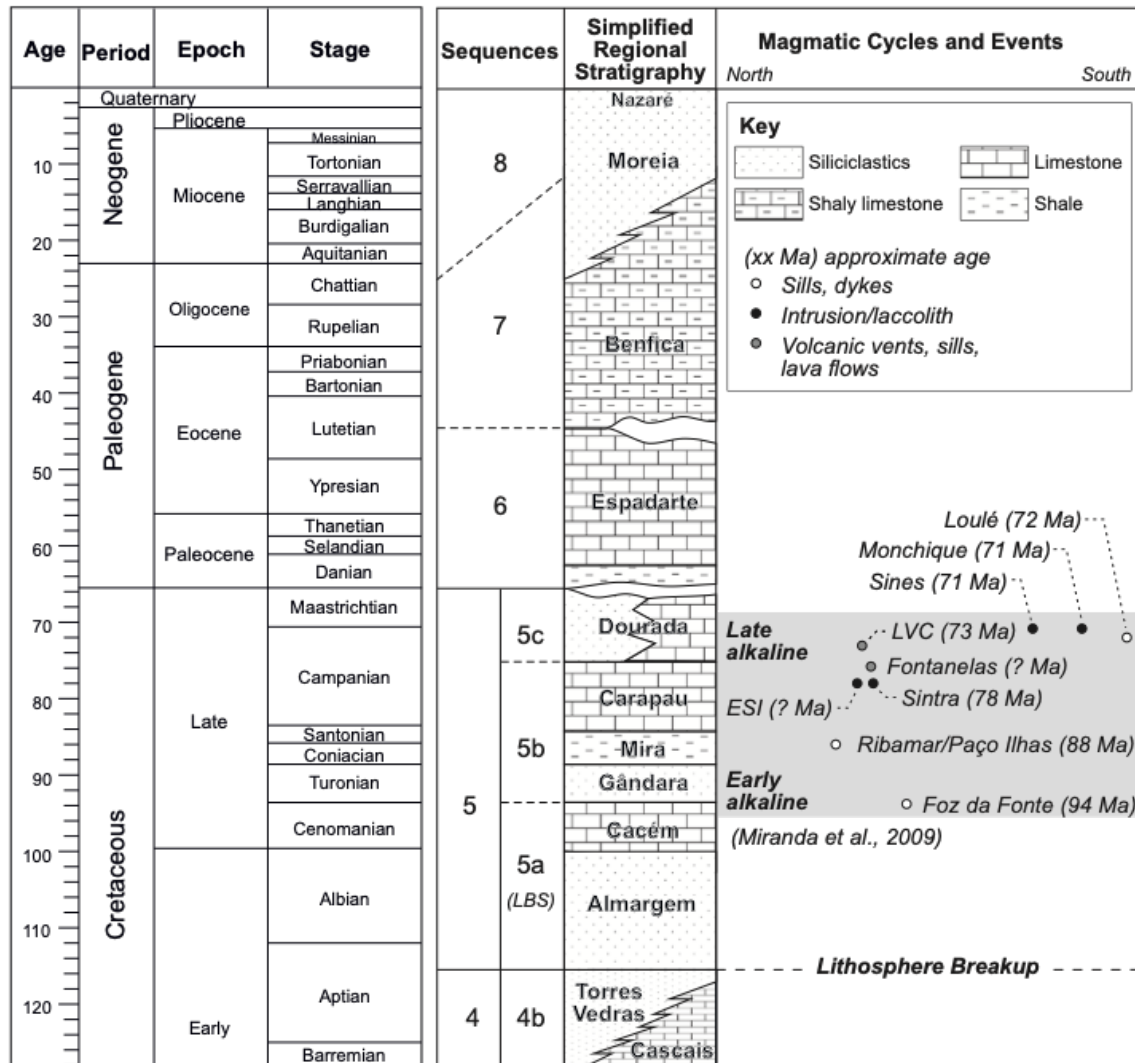 Age
Period
Epoch
Stage
Sequences
Simplified
Regional
Stratigraphy
Magmatic Cycles and Events
North
South
10
20
30
40
50
60
70
80
90
100
110
120
Quaternary
Neogene
Paleogene
Cretaceous
Pliocene
Miocene
Oligocene
Eocene
Paleocene
Late
Early
Messinian
Tortonian
Serravallian
Langhian
Burdigalian
Aquitanian
Chattian
Rupelian
Priabonian
Bartonian
Lutetian
Ypresian
Thanetian
Selandian
Danian
Maastrichtian
Campanian
Santonian
Coniacian
Turonian
Cenomanian
Albian
Aptian
Barremian
8
7
6
5
5c
5b
5a
(LBS)
4
4b
Nazaré
Moreia
Benfica
Espadarte
Dourada
Carapau
Mira
Gândara
Cacém
Almargem
Torres
Vedras
Cascais
Key
Siliciclastics
Limestone
Shaly limestone
Shale
(xx Ma) approximate age
Sills, dykes
Intrusion/laccolith
Volcanic vents, sills,
lava flows
Loulé (72 Ma)
Monchique (71 Ma)
Sines (71 Ma)
Late
alkaline
LVC (73 Ma)
Fontanelas (? Ma)
ESI (? Ma)
Sintra (78 Ma)
Ribamar/Paço Ilhas (88 Ma)
Early
alkaline
Foz da Fonte (94 Ma)
(Miranda et al., 2009)
Lithosphere Breakup